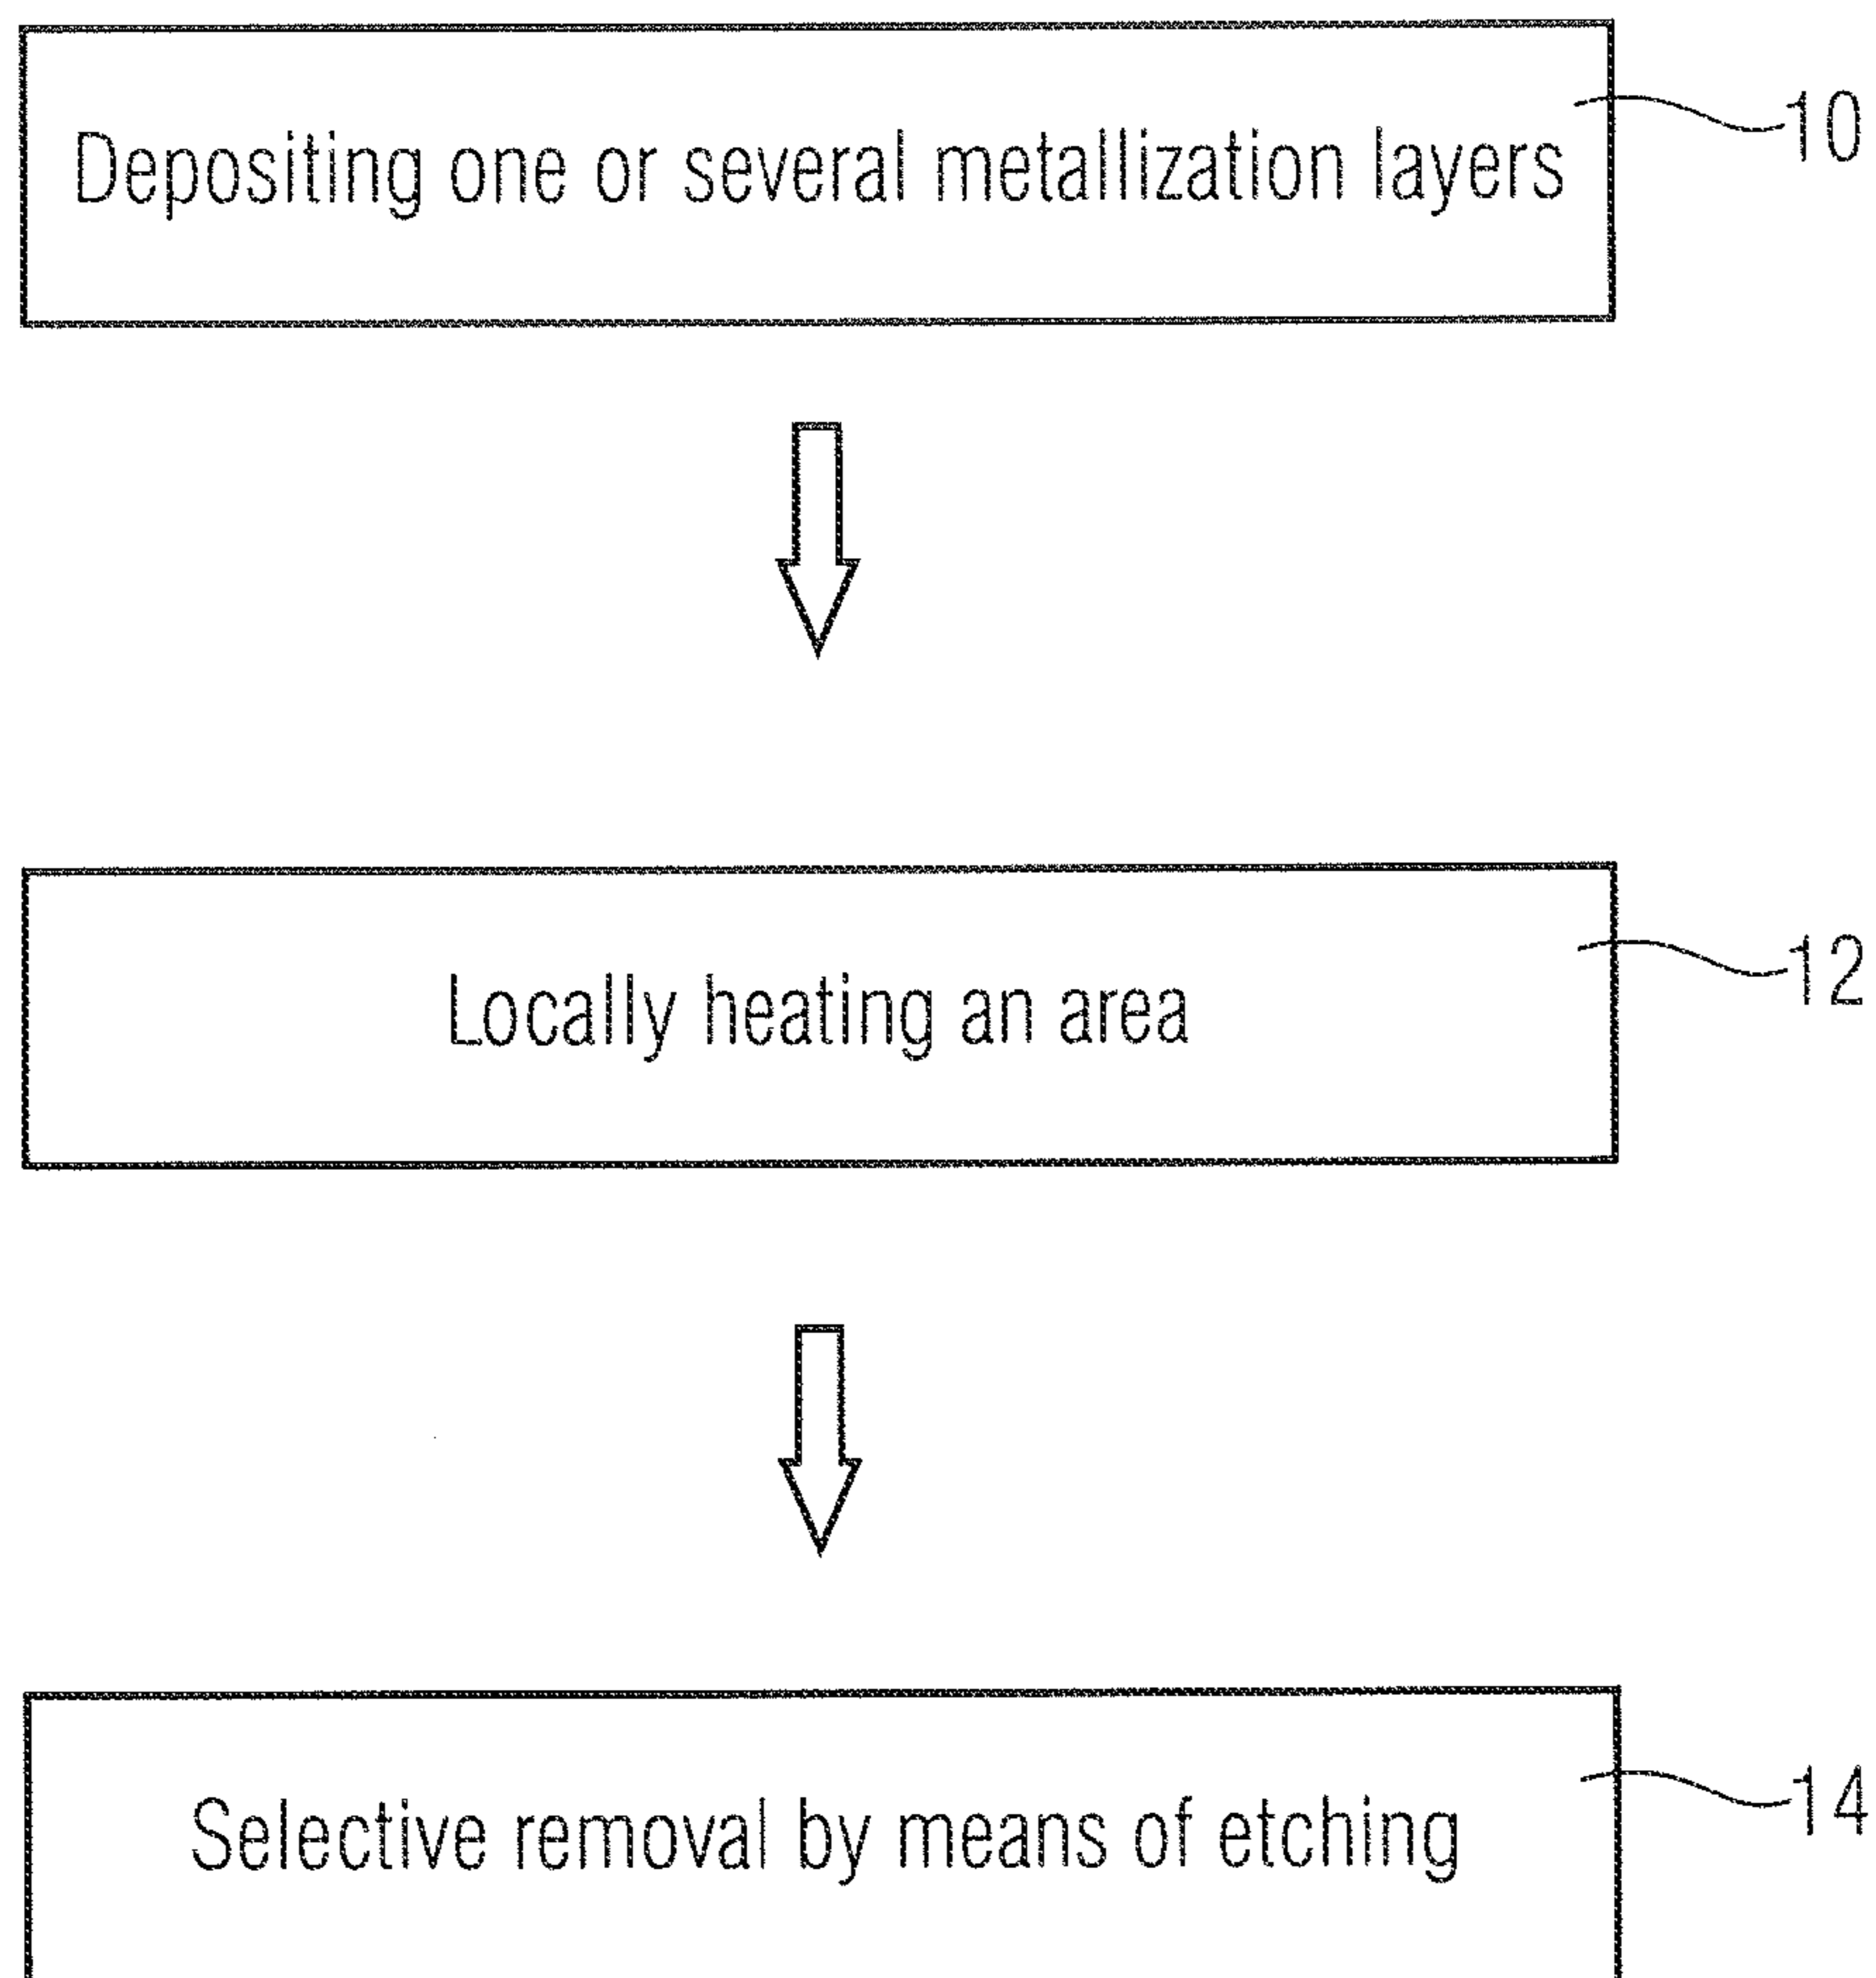 Depositing one or several metallization layers
10
Locally heating an area
12
Selective removal by means of etching
14